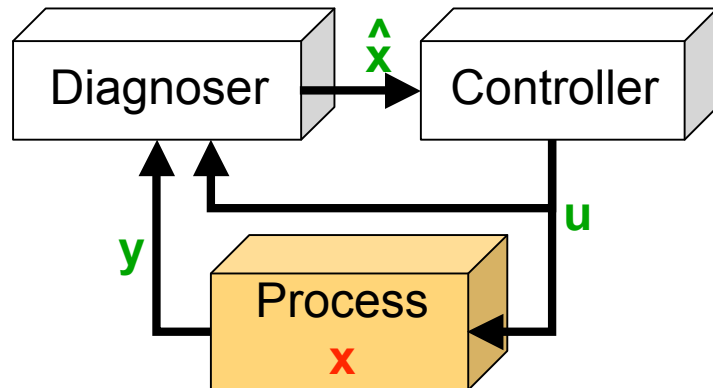 Diagnoser
x̂
Controller
y
u
Process
x